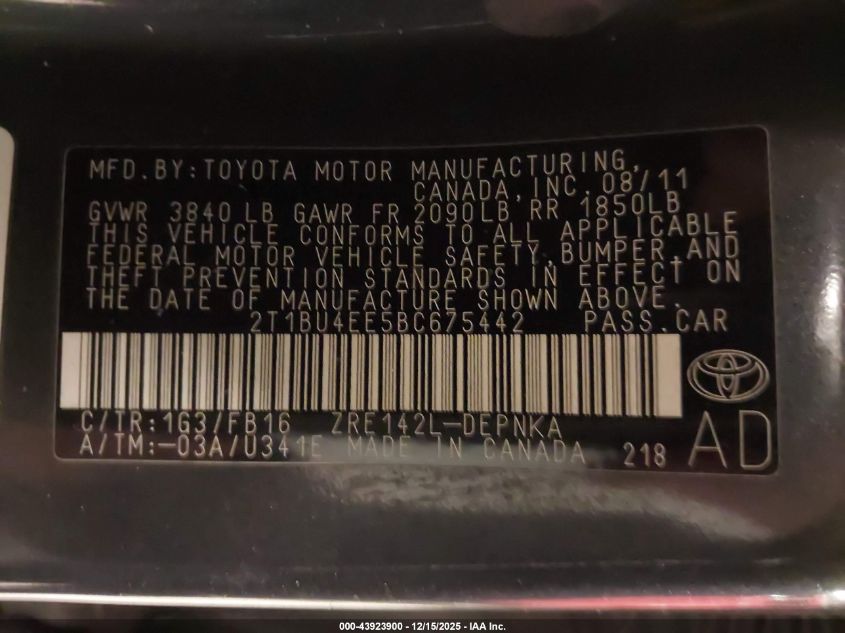 MFD.BY:TOYOTA MOTOR MANUFACTURING,
CANADA,INC. 08/11
GVWR 3840 LB GAWR FR 2090LB RR 1850LB
THIS VEHICLE CONFORMS TO ALL APPLICABLE
FEDERAL MOTOR VEHICLE SAFETY,BUMPER,AND
THEFT PREVENTION STANDARDS IN EFFECT ON
THE DATE OF MANUFACTURE SHOWN ABOVE.
2T1BU4EE5BC675442 PASS.CAR
C/TR:1G3/FB16 ZRE142L-DEPNKA
A/TM:-03A/U341E MADE IN CANADA 218
AD
000-43923900 - 12/15/2025 - IAA Inc.